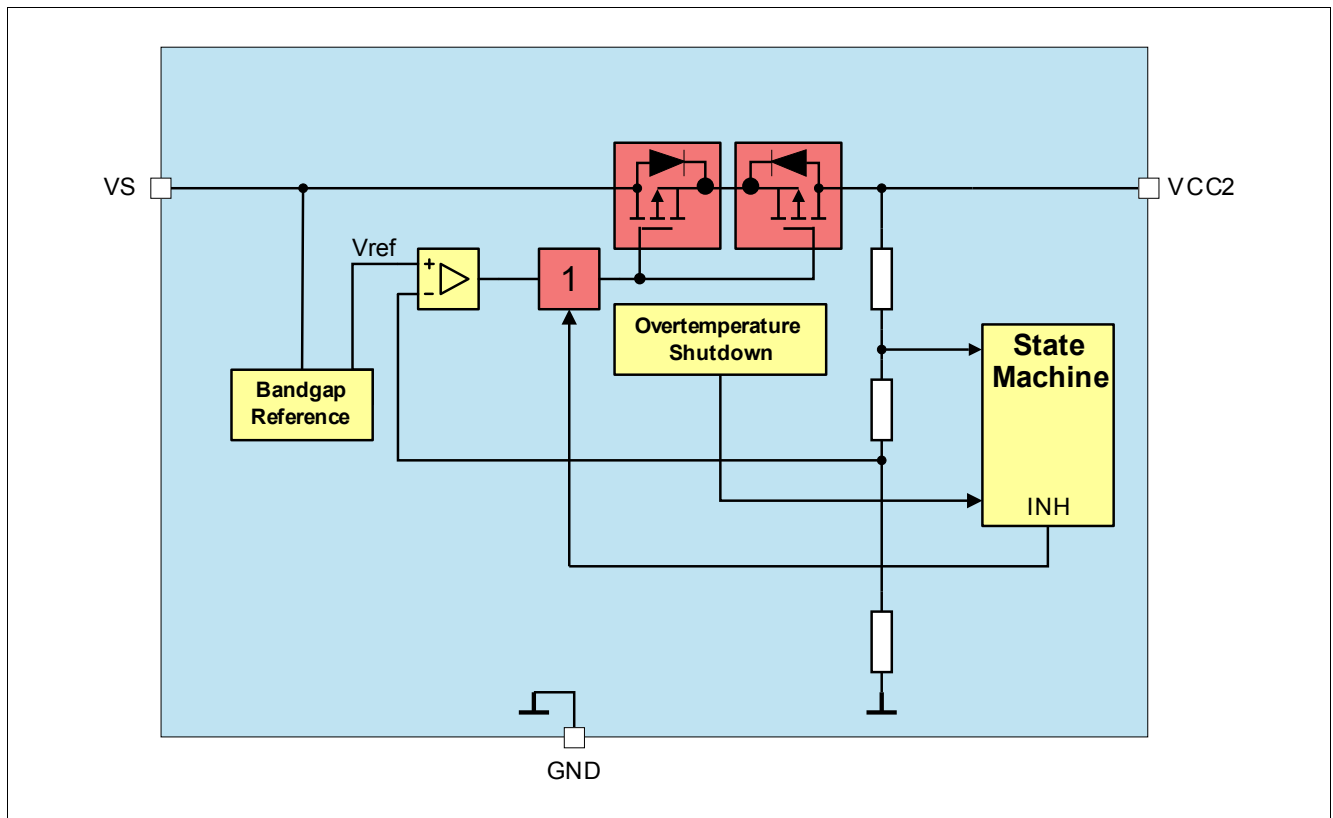 VS
VCC2
Vref
+
-
1
Overtemperature
Shutdown
State
Machine
Bandgap
Reference
INH
GND